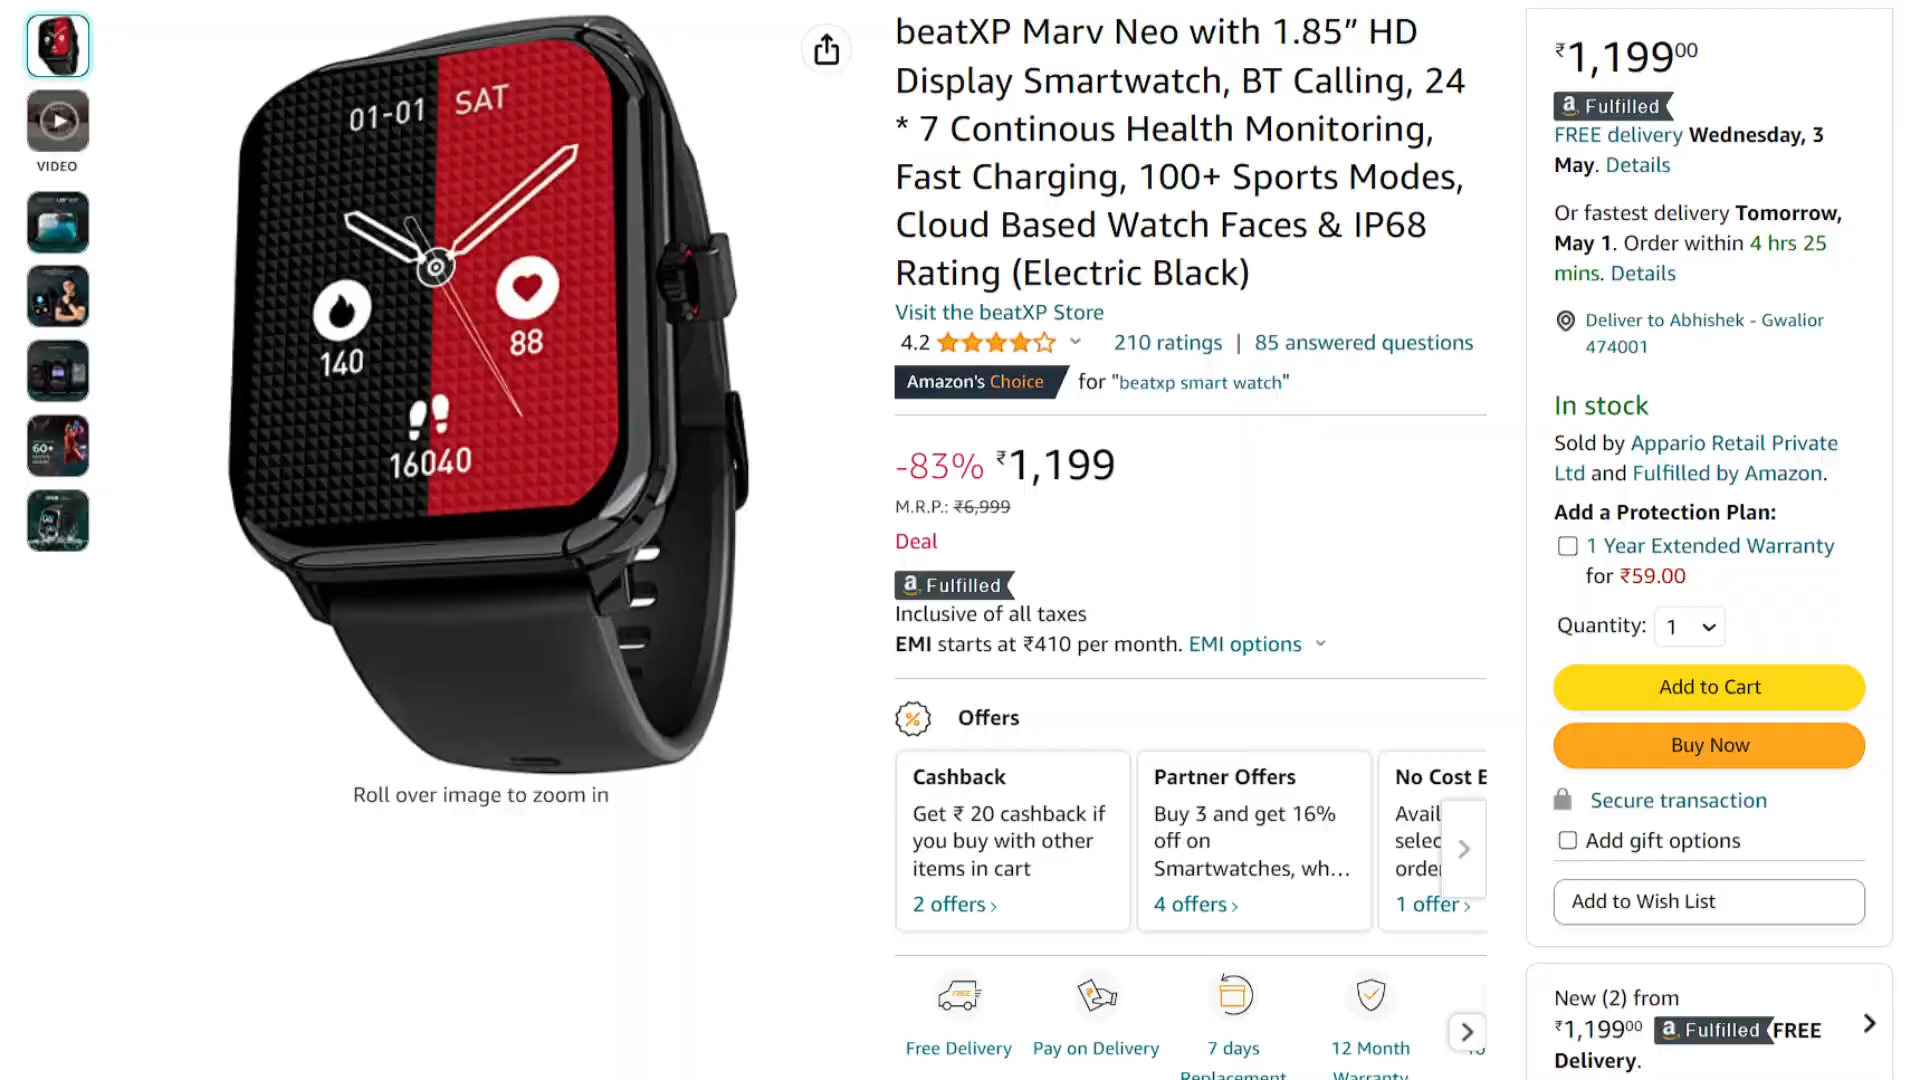 VIDEO
60+
01-01 SAT
140
88
16040
Roll over image to zoom in
beatXP Marv Neo with 1.85” HD
Display Smartwatch, BT Calling, 24
* 7 Continous Health Monitoring,
Fast Charging, 100+ Sports Modes,
Cloud Based Watch Faces & IP68
Rating (Electric Black)
Visit the beatXP Store
4.2 210 ratings | 85 answered questions
Amazon's Choice for "beatxp smart watch"
-83% ₹1,199
M.R.P.: ₹6,999
Deal
a Fulfilled
Inclusive of all taxes
EMI starts at ₹410 per month. EMI options
% Offers
Cashback
Get ₹ 20 cashback if
you buy with other
items in cart
2 offers ›
Partner Offers
Buy 3 and get 16%
off on
Smartwatches, wh...
4 offers ›
No Cost E
Avail
selec
order
1 offer ›
FREE
Free Delivery
Pay on Delivery
7 days
Replacement
12 Month
Warranty
₹1,19900
a Fulfilled
FREE delivery Wednesday, 3
May. Details
Or fastest delivery Tomorrow,
May 1. Order within 4 hrs 25
mins. Details
Deliver to Abhishek - Gwalior
474001
In stock
Sold by Appario Retail Private
Ltd and Fulfilled by Amazon.
Add a Protection Plan:
1 Year Extended Warranty
for ₹59.00
Quantity: 1
Add to Cart
Buy Now
Secure transaction
Add gift options
Add to Wish List
New (2) from
₹1,19900 a Fulfilled FREE
Delivery.